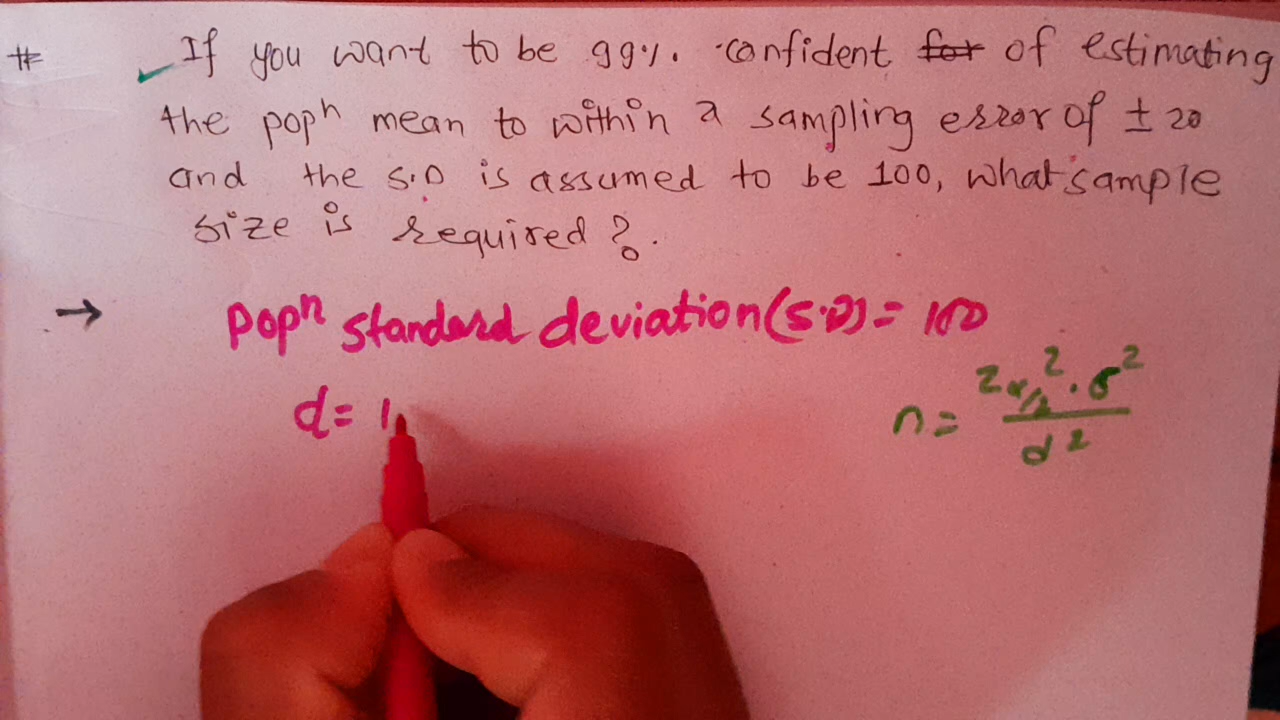 # If you want to be 99%. confident for of estimating
the popⁿ mean to within a sampling error of ± 20
and the S.D is assumed to be 100, what sample
size is required ?.
→ Popⁿ standard deviation (S.D) = 100
d = 1
n = Zα/2² . σ² / d²